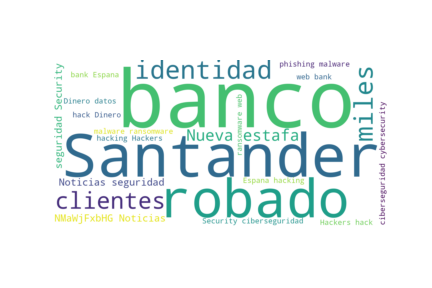 phishing malware
identidad
bank Espana
web bank
banco
miles
seguridad Security
Dinero datos
hack Dinero
malware ransomware
ransomware web
hacking Hackers
Nueva estafa
ciberseguridad cybersecurity
Santander
Noticias seguridad
Espana hacking
clientes
robado
NMaWjFxbHG Noticias
Security ciberseguridad
Hackers hack